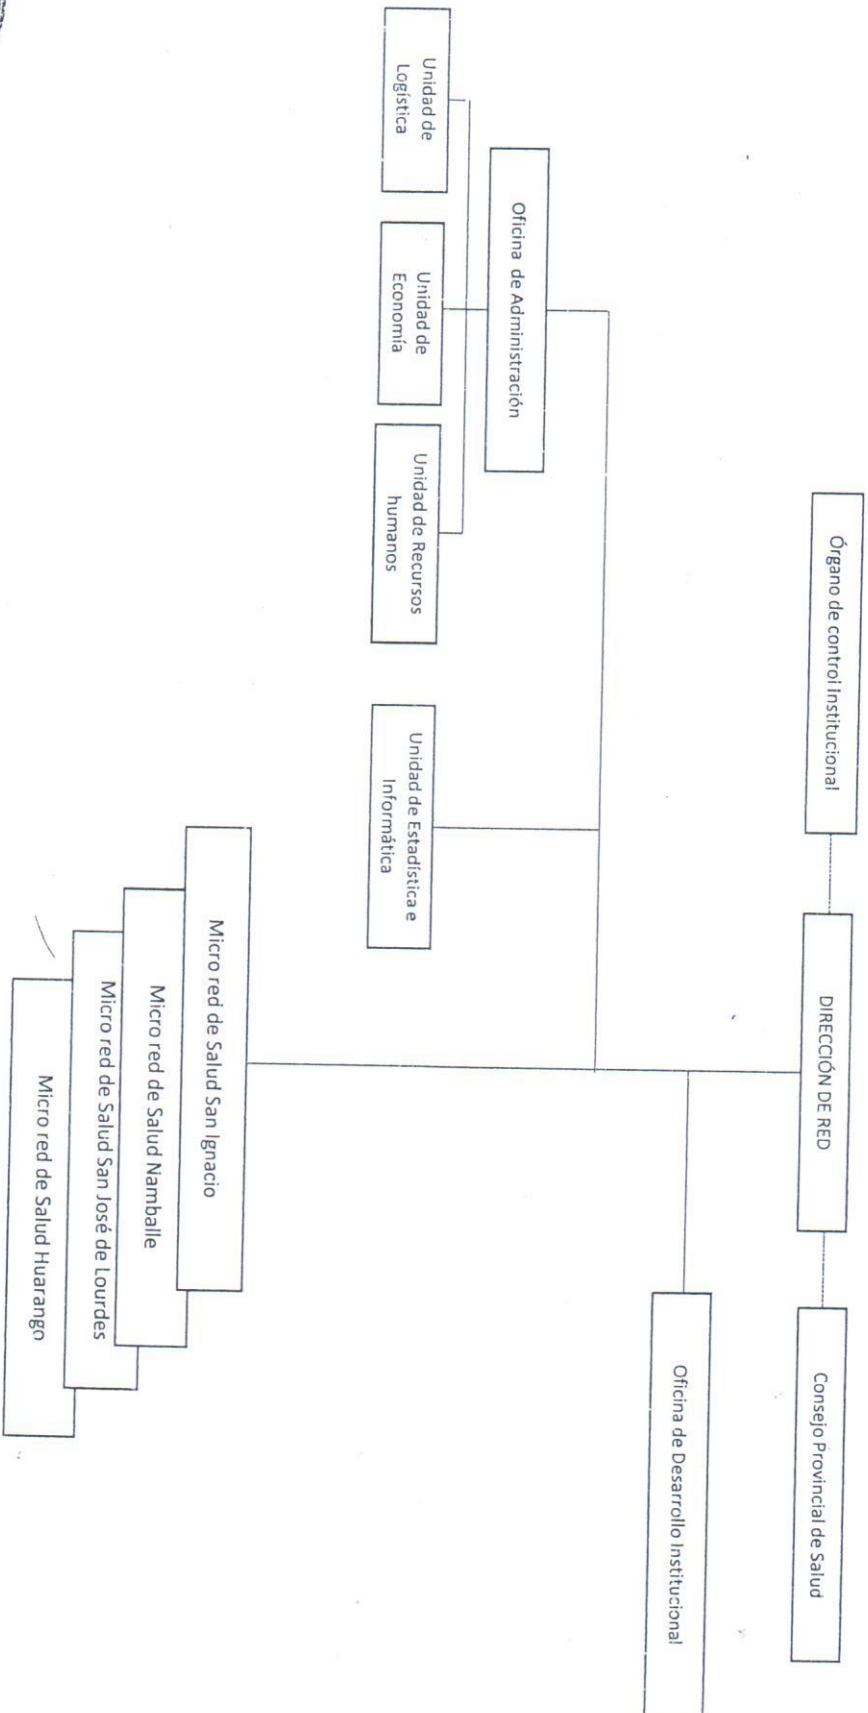 Órgano de control Institucional
DIRECCIÓN DE RED
Consejo Provincial de Salud
Oficina de Desarrollo Institucional
Oficina de Administración
Unidad de
Logística
Unidad de
Economía
Unidad de Recursos
humanos
Unidad de Estadística e
Informática
Micro red de Salud San Ignacio
Micro red de Salud Namballe
Micro red de Salud San José de Lourdes
Micro red de Salud Huarango